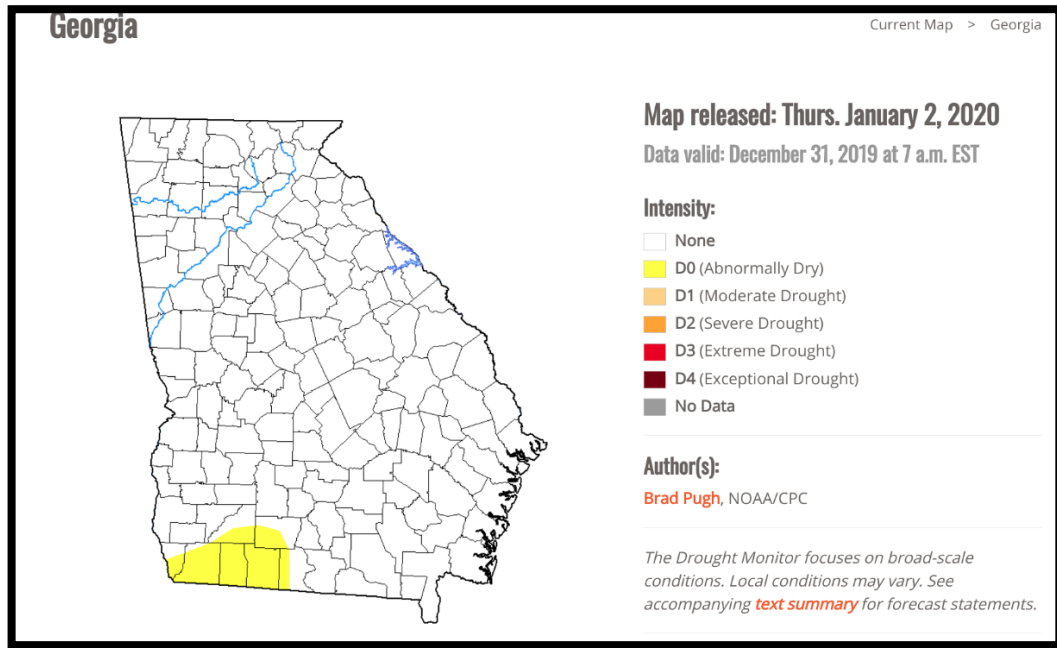 Georgia
Current Map > Georgia
Map released: Thurs. January 2, 2020
Data valid: December 31, 2019 at 7 a.m. EST
Intensity:
None
D0 (Abnormally Dry)
D1 (Moderate Drought)
D2 (Severe Drought)
D3 (Extreme Drought)
D4 (Exceptional Drought)
No Data
Author(s):
Brad Pugh, NOAA/CPC
The Drought Monitor focuses on broad-scale
conditions. Local conditions may vary. See
accompanying text summary for forecast statements.